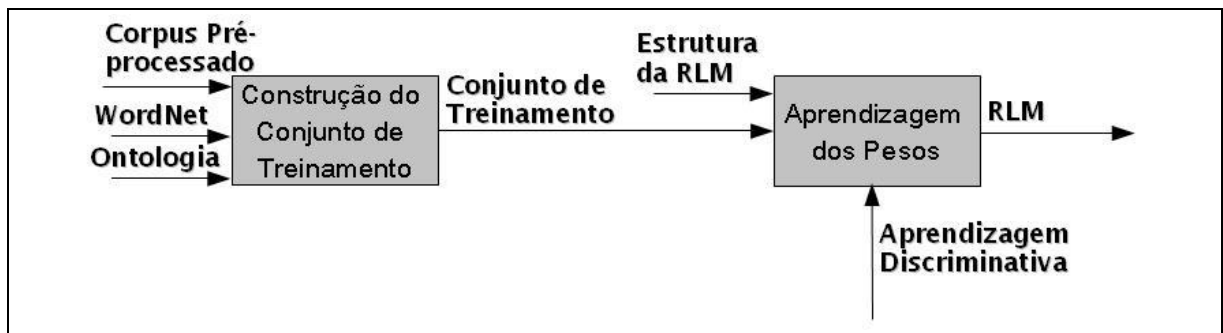 Corpus Pré-
processado
WordNet
Ontologia
Construção do
Conjunto de
Treinamento
Conjunto de
Treinamento
Estrutura
da RLM
Aprendizagem
dos Pesos
RLM
Aprendizagem
Discriminativa